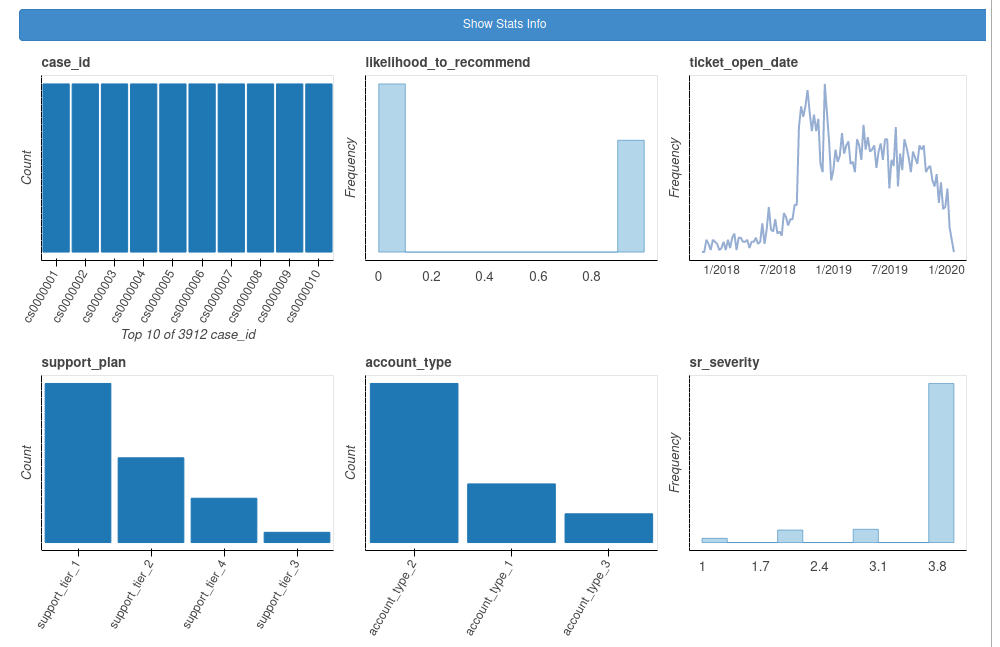 Show Stats Info
case_id
likelihood_to_recommend
ticket_open_date
Count
Frequency
Frequency
cs0000001
cs0000002
cs0000003
cs0000004
cs0000005
cs0000006
cs0000007
cs0000008
cs0000009
cs0000010
Top 10 of 3912 case_id
0 0.2 0.4 0.6 0.8
1/2018 7/2018 1/2019 7/2019 1/2020
support_plan
account_type
sr_severity
Count
Count
Frequency
support_tier_1
support_tier_2
support_tier_4
support_tier_3
account_type_2
account_type_1
account_type_3
1 1.7 2.4 3.1 3.8